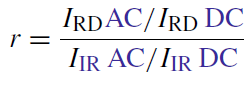 r = 
I_RD AC/I_RD DC
I_IR AC/I_IR DC